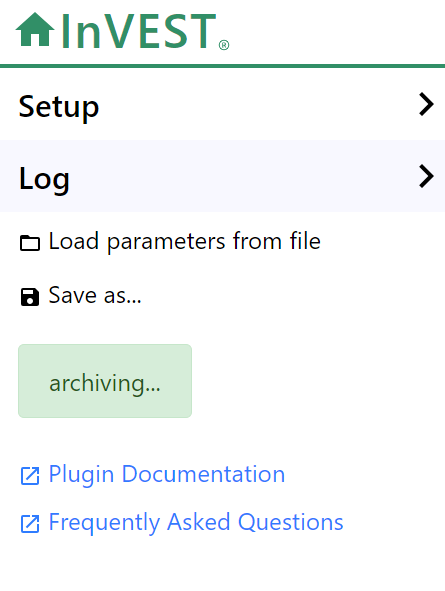 InVEST®
Setup
Log
Load parameters from file
Save as...
archiving...
Plugin Documentation
Frequently Asked Questions